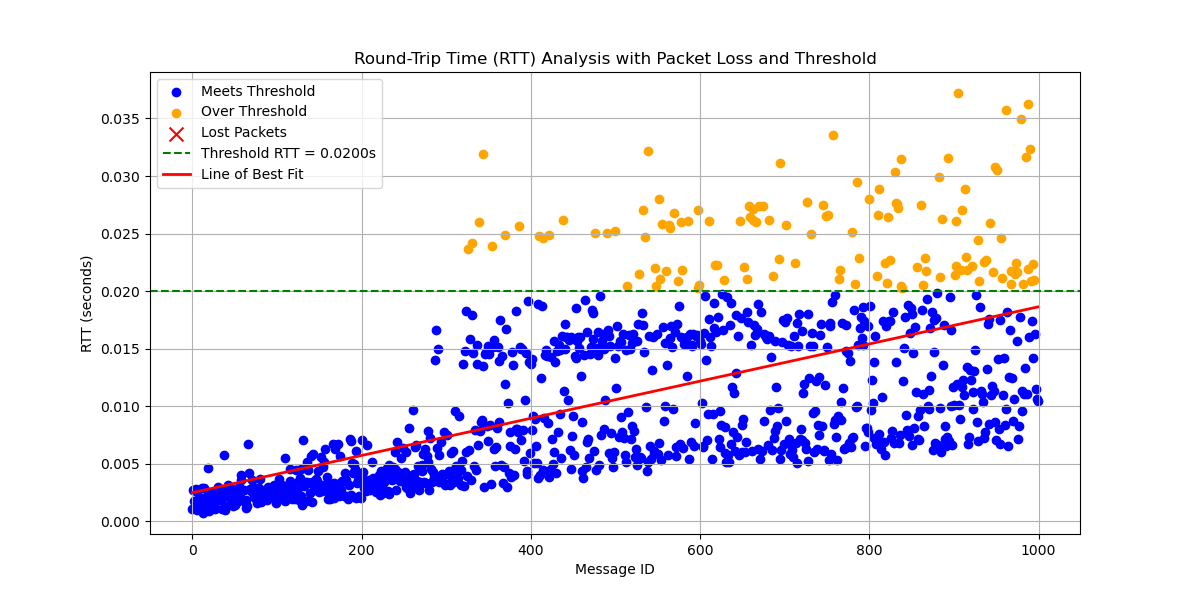 Round-Trip Time (RTT) Analysis with Packet Loss and Threshold
Meets Threshold
Over Threshold
Lost Packets
Threshold RTT = 0.0200s
Line of Best Fit
RTT (seconds)
0.035
0.030
0.025
0.020
0.015
0.010
0.005
0.000
0 200 400 600 800 1000
Message ID